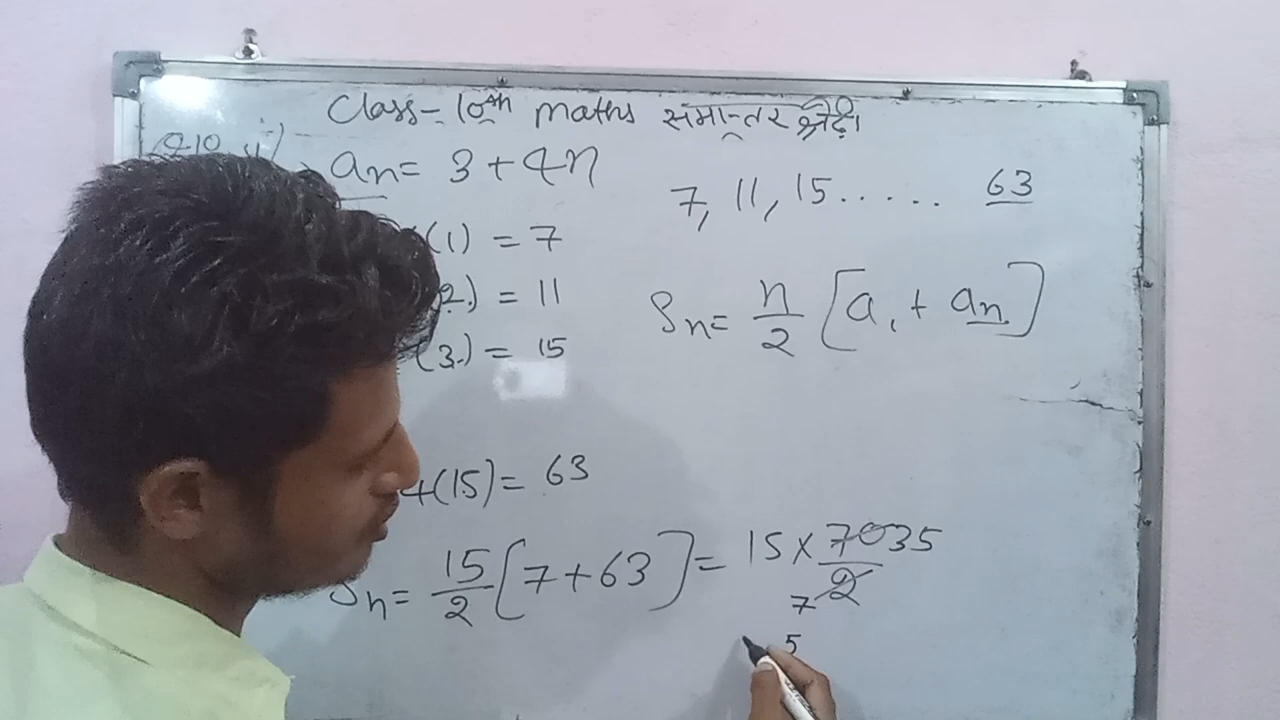 Class- 10th maths समान्तर श्रेढ़ी
an = 3 + 4n
7, 11, 15 ...... 63
(1) = 7
(2) = 11
(3) = 15
Sn = n/2 [a1 + an]
4(15) = 63
Sn = 15/2 [7+63] = 15 × 70/2 35
7
5